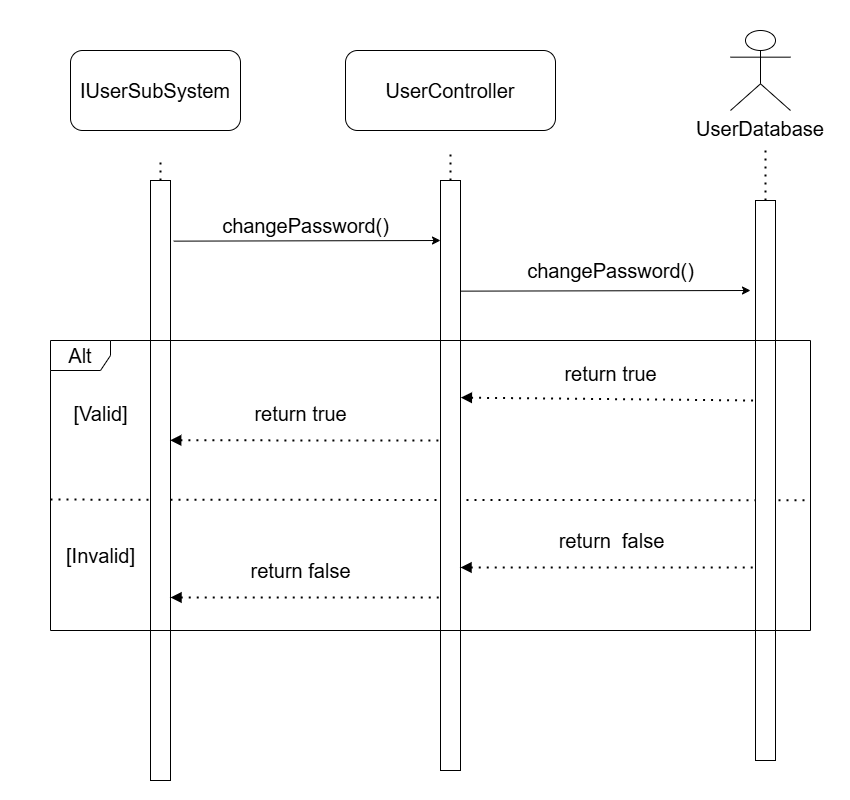 IUserSubSystem
UserController
UserDatabase
changePassword()
changePassword()
Alt
return true
[Valid]
return true
return  false
[Invalid]
return false